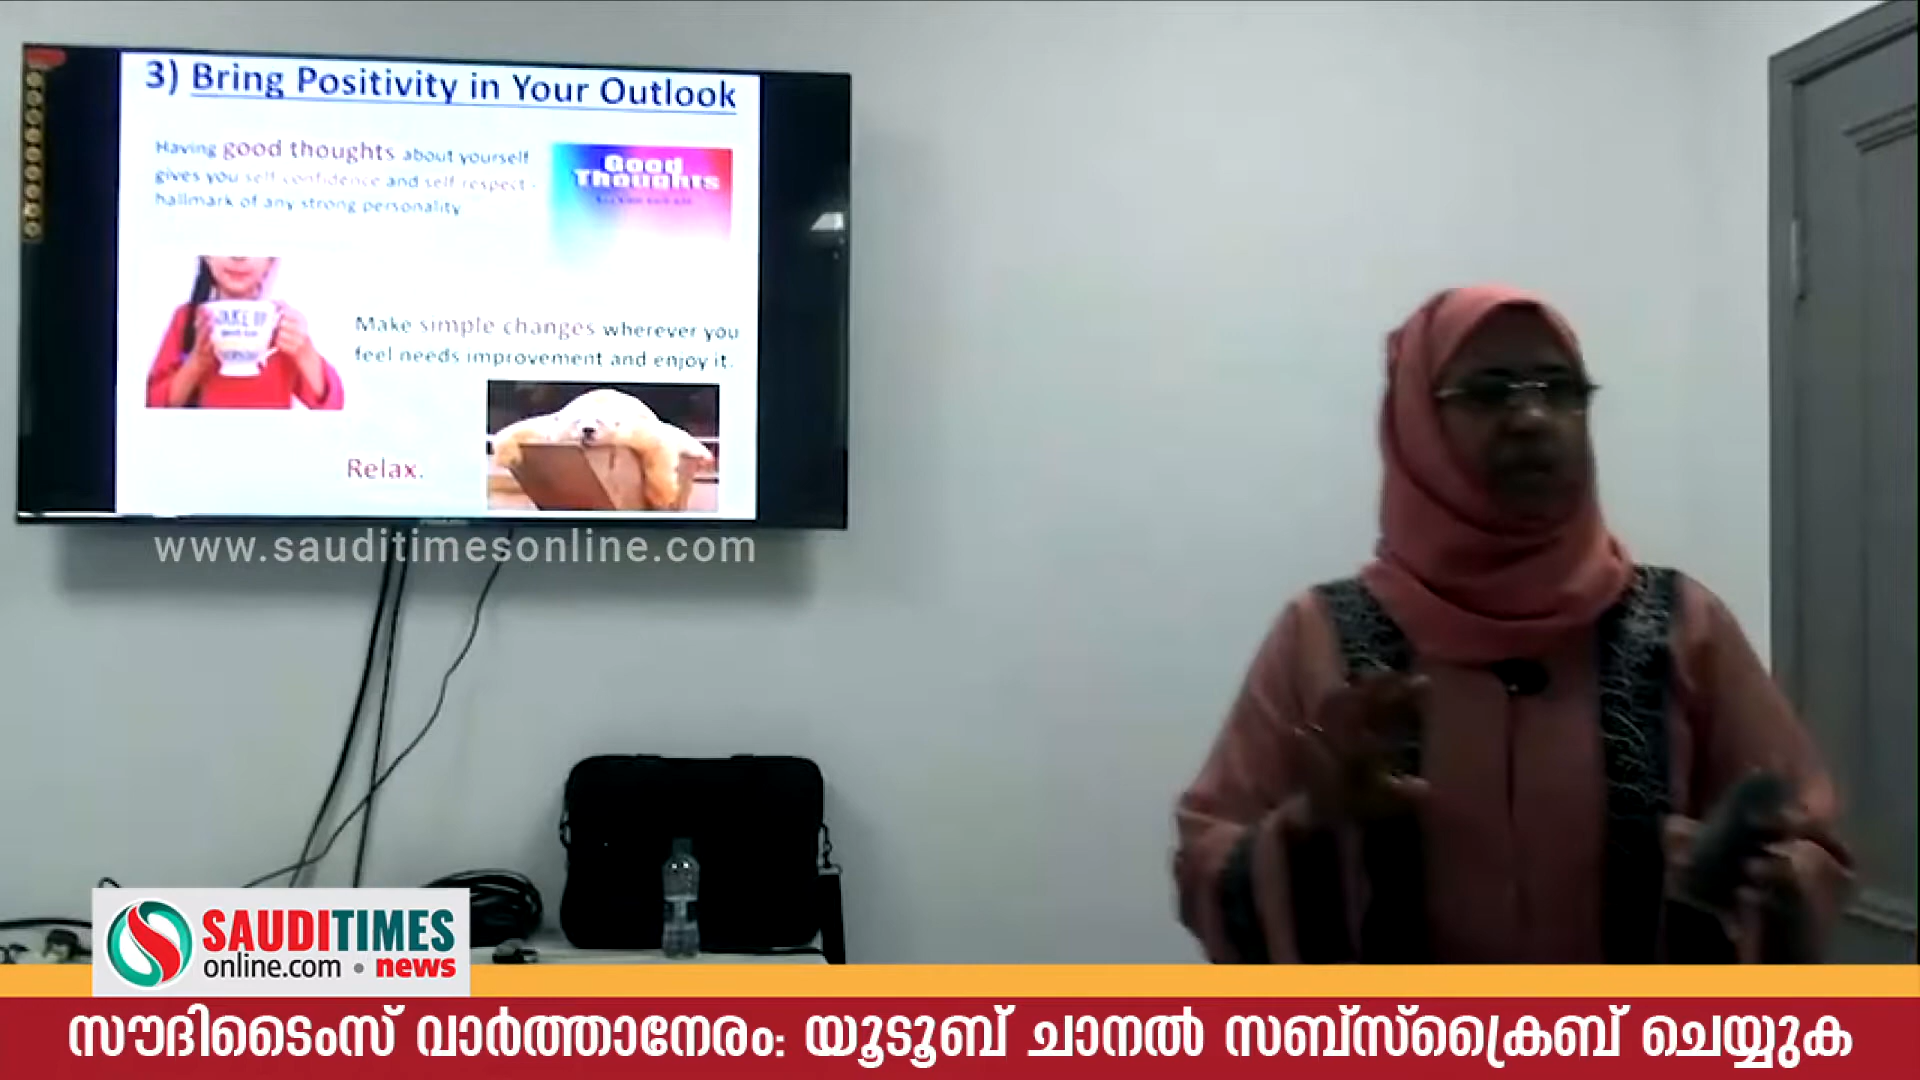 3) Bring Positivity in Your Outlook
Having good thoughts about yourself
gives you self confidence and self respect -
hallmark of any strong personality
Good
Thoughts
Make simple changes wherever you
feel needs improvement and enjoy it.
Relax.
www.sauditimesonline.com
SAUDITIMES
online.com • news
സൗദിടൈംസ് വാർത്താനേരം: യൂടൂബ് ചാനൽ സബ്സ്ക്രൈബ് ചെയ്യുക